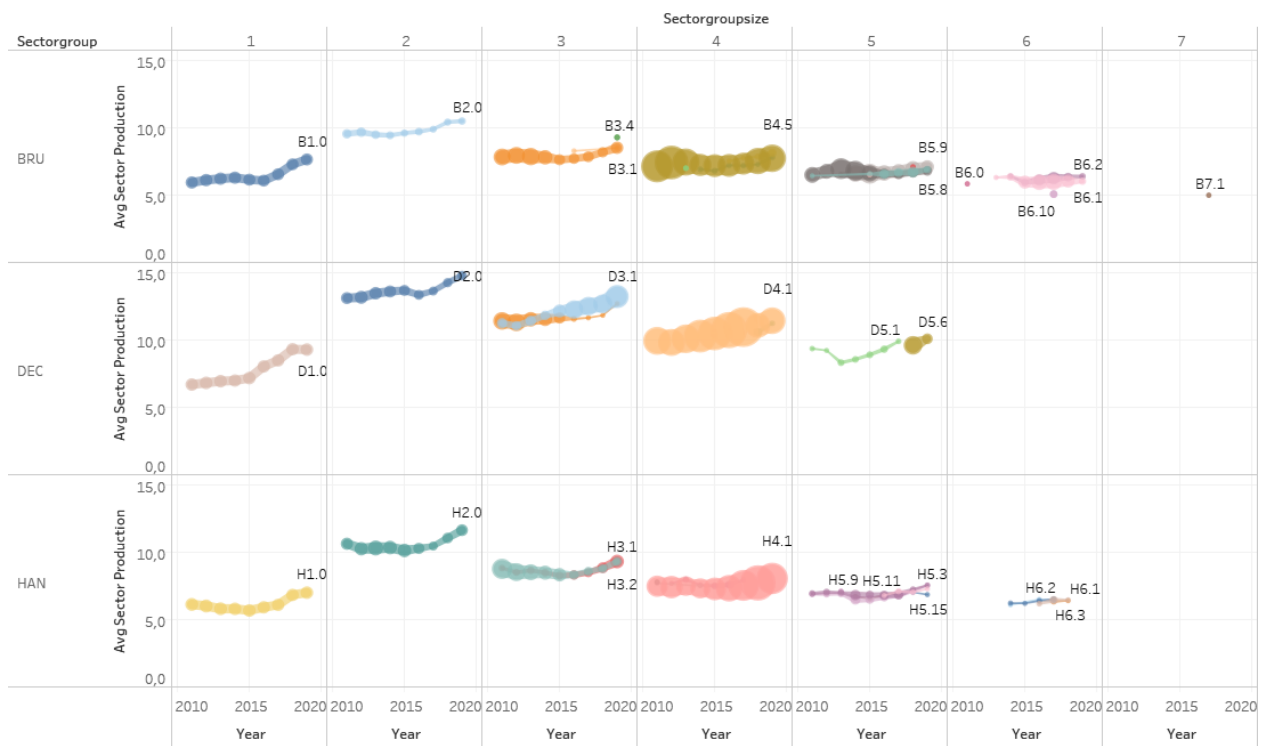 Sectorgroupsize
Sectorgroup 1 2 3 4 5 6 7
BRU
Avg Sector Production
15,0
10,0
5,0
0,0
B1.0
B2.0
B3.4
B3.1
B4.5
B5.9
B5.8
B6.0
B6.2
B6.10
B6.1
B7.1
DEC
Avg Sector Production
15,0
10,0
5,0
0,0
D1.0
D2.0
D3.1
D4.1
D5.1
D5.6
HAN
Avg Sector Production
15,0
10,0
5,0
0,0
H1.0
H2.0
H3.1
H3.2
H4.1
H5.9
H5.11
H5.3
H5.15
H6.2
H6.1
H6.3
2010 2015 2020 2010 2015 2020 2010 2015 2020 2010 2015 2020 2010 2015 2020 2010 2015 2020 2010 2015 2020
Year Year Year Year Year Year Year